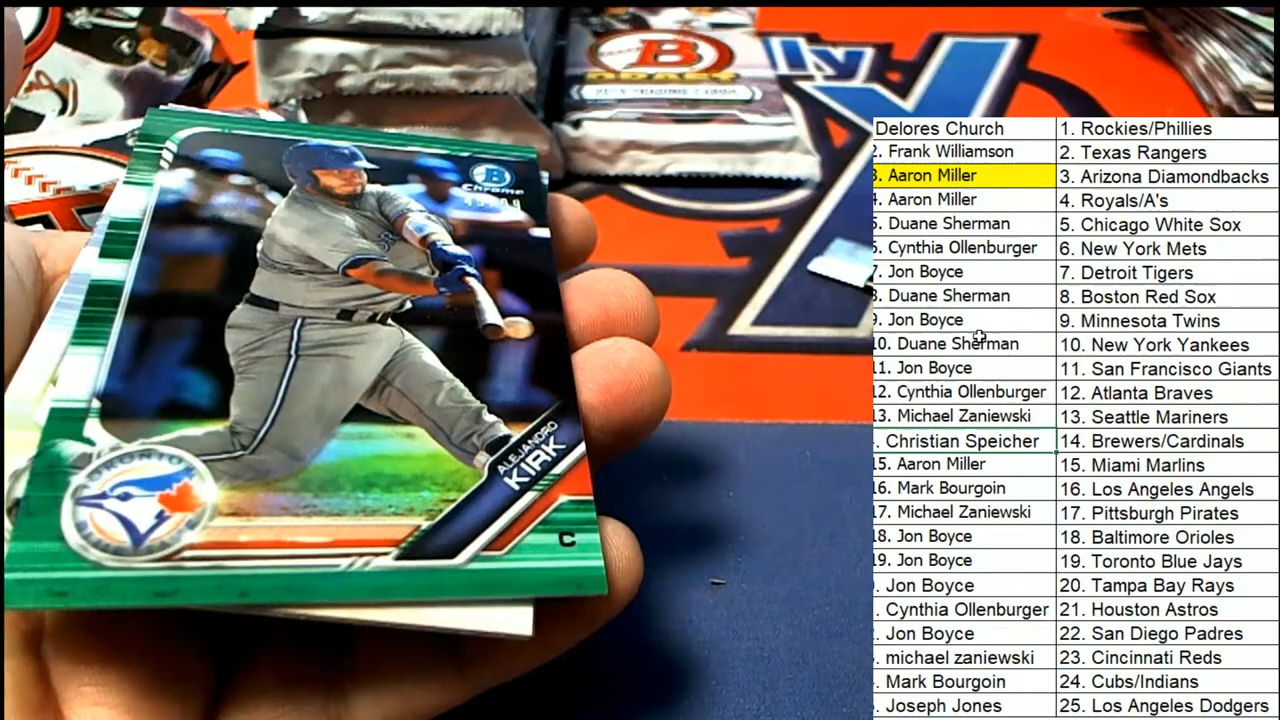 lly
B
DRAFT
B
Chrome
TORONTO
ALEJANDRO
KIRK
C
Delores Church 1. Rockies/Phillies
2. Frank Williamson 2. Texas Rangers
3. Aaron Miller 3. Arizona Diamondbacks
4. Aaron Miller 4. Royals/A's
5. Duane Sherman 5. Chicago White Sox
6. Cynthia Ollenburger 6. New York Mets
7. Jon Boyce 7. Detroit Tigers
8. Duane Sherman 8. Boston Red Sox
9. Jon Boyce 9. Minnesota Twins
10. Duane Sherman 10. New York Yankees
11. Jon Boyce 11. San Francisco Giants
12. Cynthia Ollenburger 12. Atlanta Braves
13. Michael Zaniewski 13. Seattle Mariners
. Christian Speicher 14. Brewers/Cardinals
15. Aaron Miller 15. Miami Marlins
16. Mark Bourgoin 16. Los Angeles Angels
17. Michael Zaniewski 17. Pittsburgh Pirates
18. Jon Boyce 18. Baltimore Orioles
19. Jon Boyce 19. Toronto Blue Jays
. Jon Boyce 20. Tampa Bay Rays
. Cynthia Ollenburger 21. Houston Astros
. Jon Boyce 22. San Diego Padres
. michael zaniewski 23. Cincinnati Reds
. Mark Bourgoin 24. Cubs/Indians
. Joseph Jones 25. Los Angeles Dodgers